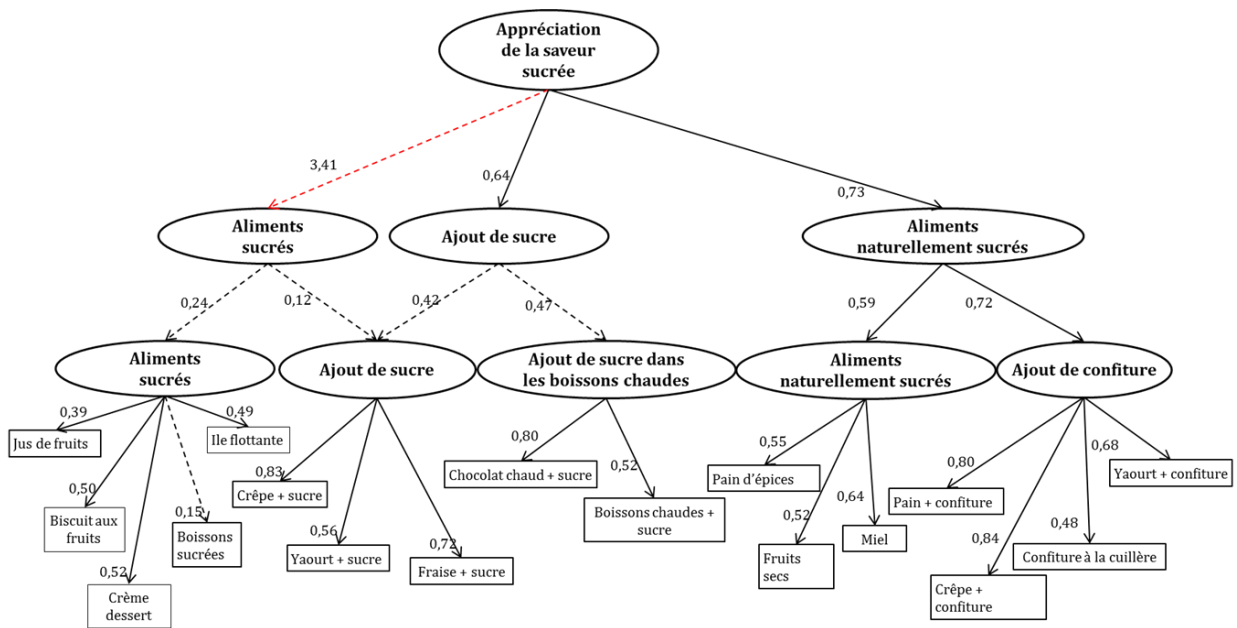 Appréciation
de la saveur
sucrée
3,41
0,64
0,73
Aliments
sucrés
Ajout de sucre
Aliments
naturellement sucrés
0,24
0,12
0,42
0,47
0,59
0,72
Aliments
sucrés
Ajout de sucre
Ajout de sucre dans
les boissons chaudes
Aliments
naturellement sucrés
Ajout de confiture
0,39
0,49
Jus de fruits
Ile flottante
0,50
Biscuit aux
fruits
0,15
Boissons
sucrées
0,52
Crème
dessert
0,83
Crêpe + sucre
0,56
Yaourt + sucre
0,72
Fraise + sucre
0,80
Chocolat chaud + sucre
0,52
Boissons chaudes +
sucre
0,55
Pain d'épices
0,52
Fruits
secs
0,64
Miel
0,80
Pain + confiture
0,84
Crêpe +
confiture
0,48
Confiture à la cuillère
0,68
Yaourt + confiture